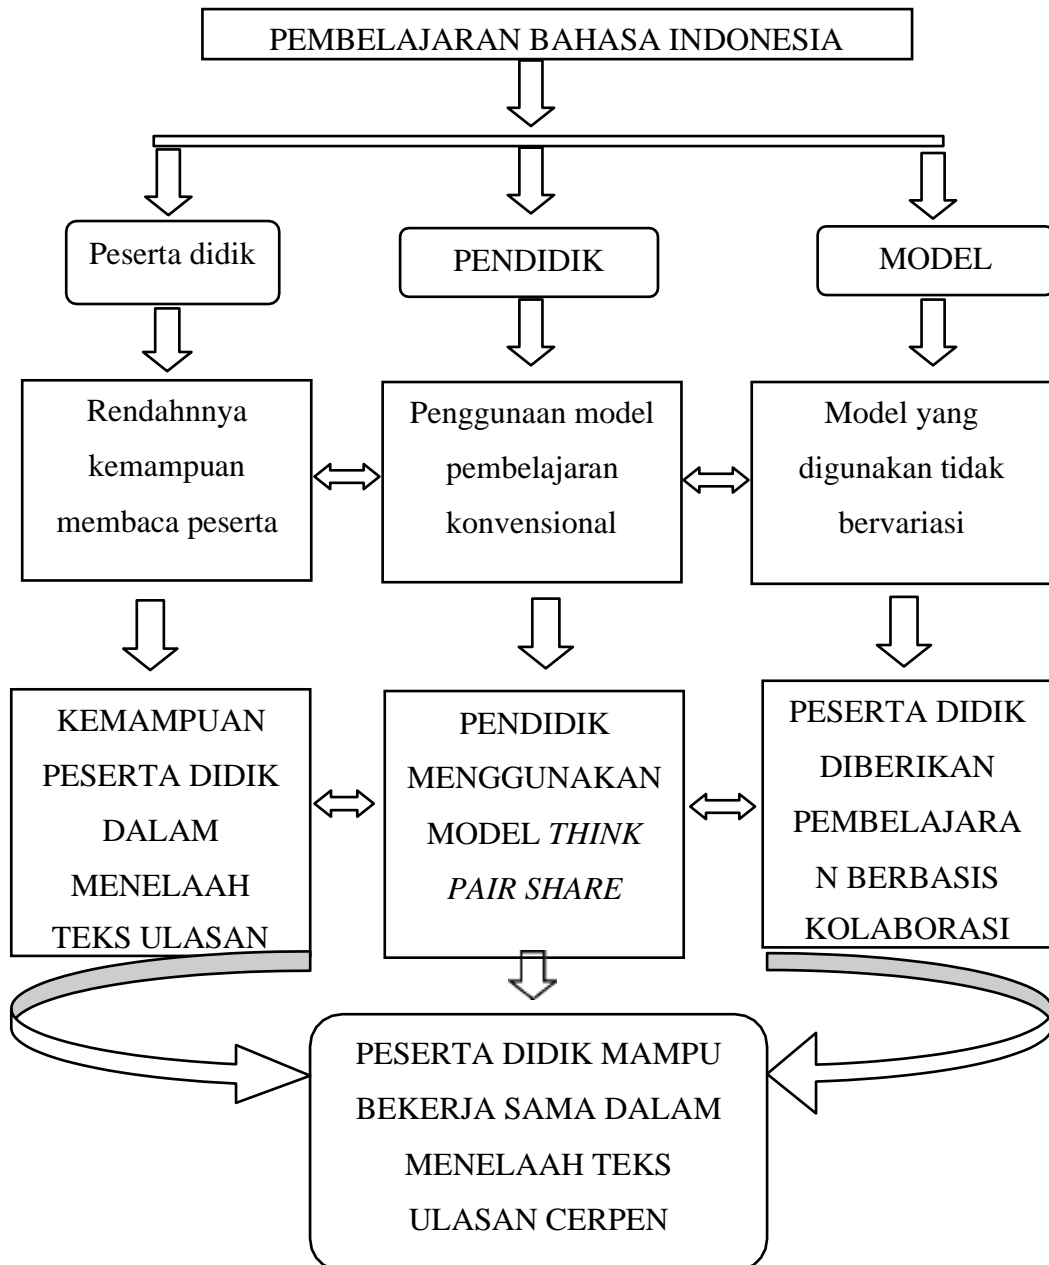 PEMBELAJARAN BAHASA INDONESIA
Peserta didik
PENDIDIK
MODEL
Rendahnnya
kemampuan
membaca peserta
Penggunaan model
pembelajaran
konvensional
Model yang
digunakan tidak
bervariasi
KEMAMPUAN
PESERTA DIDIK
DALAM
MENELAAH
TEKS ULASAN
PENDIDIK
MENGGUNAKAN
MODEL THINK
PAIR SHARE
PESERTA DIDIK
DIBERIKAN
PEMBELAJARA
N BERBASIS
KOLABORASI
PESERTA DIDIK MAMPU
BEKERJA SAMA DALAM
MENELAAH TEKS
ULASAN CERPEN